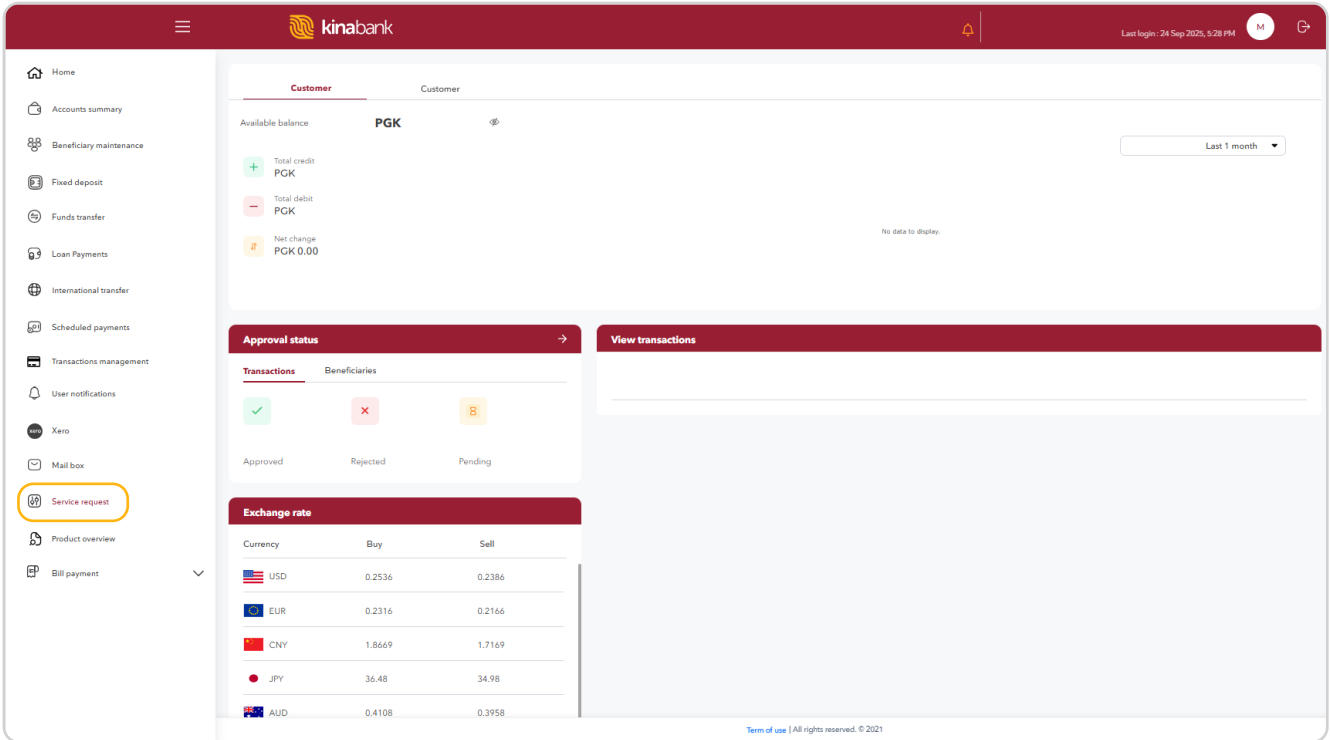 kinabank
Last login : 24 Sep 2025, 5:28 PM
M
Home
Accounts summary
Beneficiary maintenance
Fixed deposit
Funds transfer
Loan Payments
International transfer
Scheduled payments
Transactions management
User notifications
xero Xero
Mail box
Service request
Product overview
Bill payment
Customer Customer
Available balance PGK
Last 1 month
Total credit
PGK
Total debit
PGK
Net change
PGK 0.00
No data to display.
Approval status
Transactions Beneficiaries
Approved Rejected Pending
View transactions
Exchange rate
Currency Buy Sell
USD 0.2536 0.2386
EUR 0.2316 0.2166
CNY 1.8669 1.7169
JPY 36.48 34.98
AUD 0.4108 0.3958
Term of use | All rights reserved. © 2021